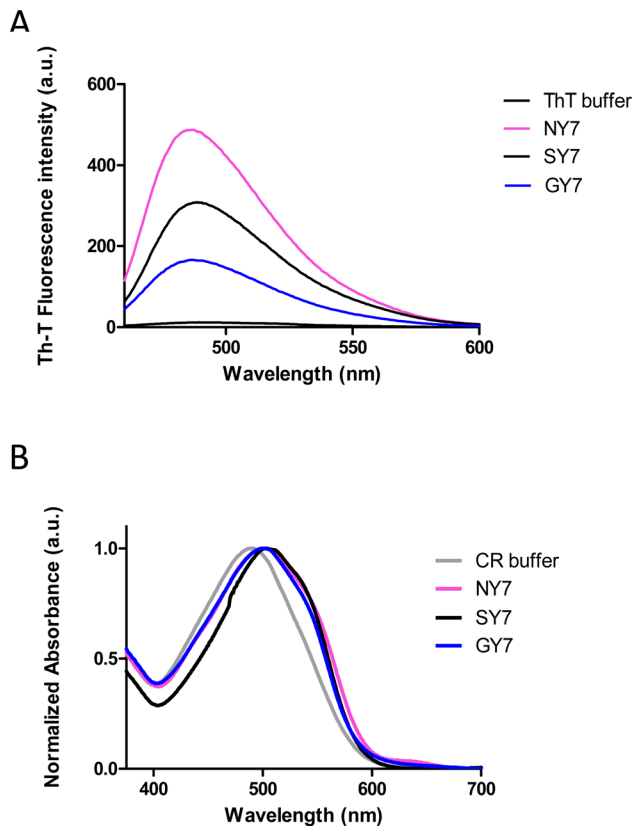 A
Th-T Fluorescence intensity (a.u.)
600
400
200
0
500
550
600
Wavelength (nm)
ThT buffer
NY7
SY7
GY7
B
Normalized Absorbance (a.u.)
1.0
0.5
0.0
400
500
600
700
Wavelength (nm)
CR buffer
NY7
SY7
GY7